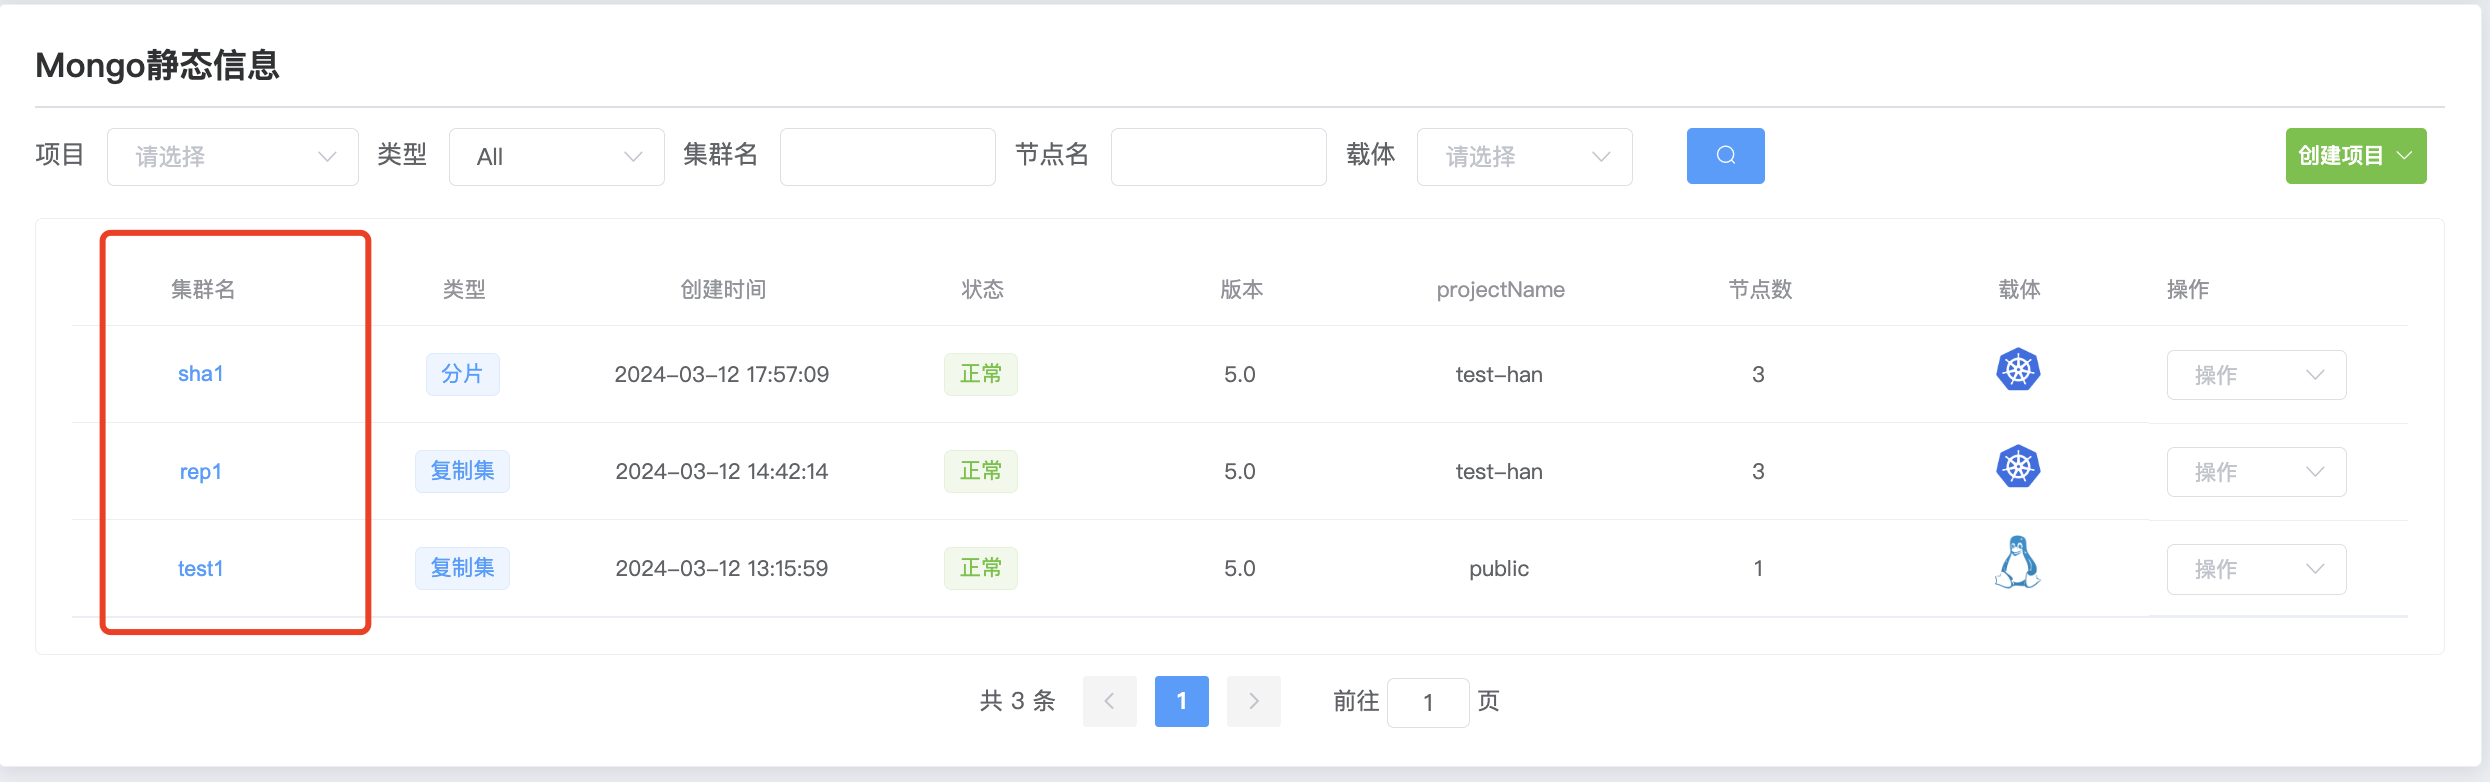 Mongo静态信息
项目 请选择 类型 All 集群名 节点名 载体 请选择 创建项目
集群名 类型 创建时间 状态 版本 projectName 节点数 载体 操作
sha1 分片 2024-03-12 17:57:09 正常 5.0 test-han 3 操作
rep1 复制集 2024-03-12 14:42:14 正常 5.0 test-han 3 操作
test1 复制集 2024-03-12 13:15:59 正常 5.0 public 1 操作
共 3 条 1 前往 1 页